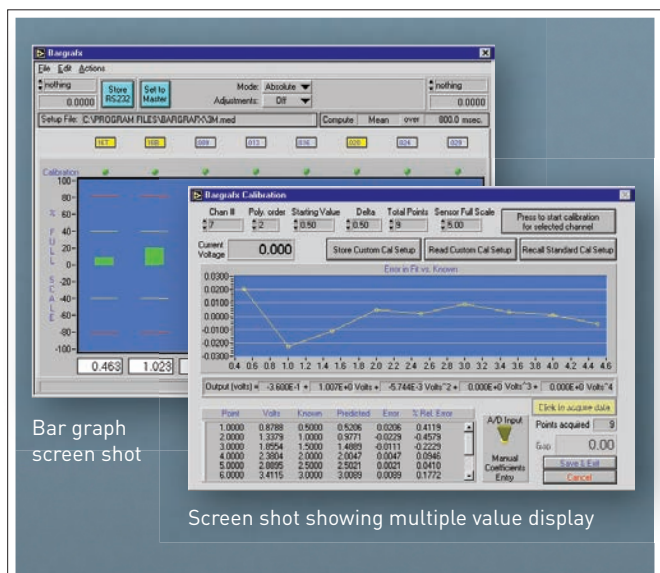 Bargrafx
File Edit Actions
nothing
0.0000
Store RS232
Set to Master
Mode: Absolute
Adjustments: Off
nothing
0.0000
Setup File: C:\PROGRAM FILES\BARGRAFX\3M.med
Compute Mean over 800.0 msec.
Calibration
100-
80-
60-
40-
20-
0-
-20-
-40-
-60-
-80-
-100-
% FULL SCALE
0.463 1.023
Bar graph
screen shot
Bargrafx Calibration
Chan # Poly. order Starting Value Delta Total Points Sensor Full Scale
7 2 0.50 0.50 9 5.00
Press to start calibration
for selected channel
Current
Voltage
0.000
Store Custom Cal Setup Read Custom Cal Setup Recall Standard Cal Setup
Error in Fit vs. Known
0.0300
0.0200
0.0100
0.0000
-0.0100
-0.0200
-0.0300
0.4 0.6 0.8 1.0 1.2 1.4 1.6 1.8 2.0 2.2 2.4 2.6 2.8 3.0 3.2 3.4 3.6 3.8 4.0 4.2 4.4 4.6
Output (volts) = -3.600E-1 + 1.007E+0 Volts + -5.744E-3 Volts^2 + 0.000E+0 Volts^3 + 0.000E+0 Volts^4
Point Volts Known Predicted Error % Rel. Error
1.0000 0.8788 0.5000 0.5206 0.0206 0.4119
2.0000 1.3379 1.0000 0.9771 -0.0229 -0.4579
3.0000 1.8554 1.5000 1.4889 -0.0111 -0.2229
4.0000 2.3804 2.0000 2.0047 0.0047 0.0946
5.0000 2.8895 2.5000 2.5021 0.0021 0.0410
6.0000 3.4115 3.0000 3.0089 0.0089 0.1772
A/D Input
Manual
Coefficients
Entry
Click to acquire data
Points acquired 9
Gap 0.00
Save & Exit
Cancel
Screen shot showing multiple value display